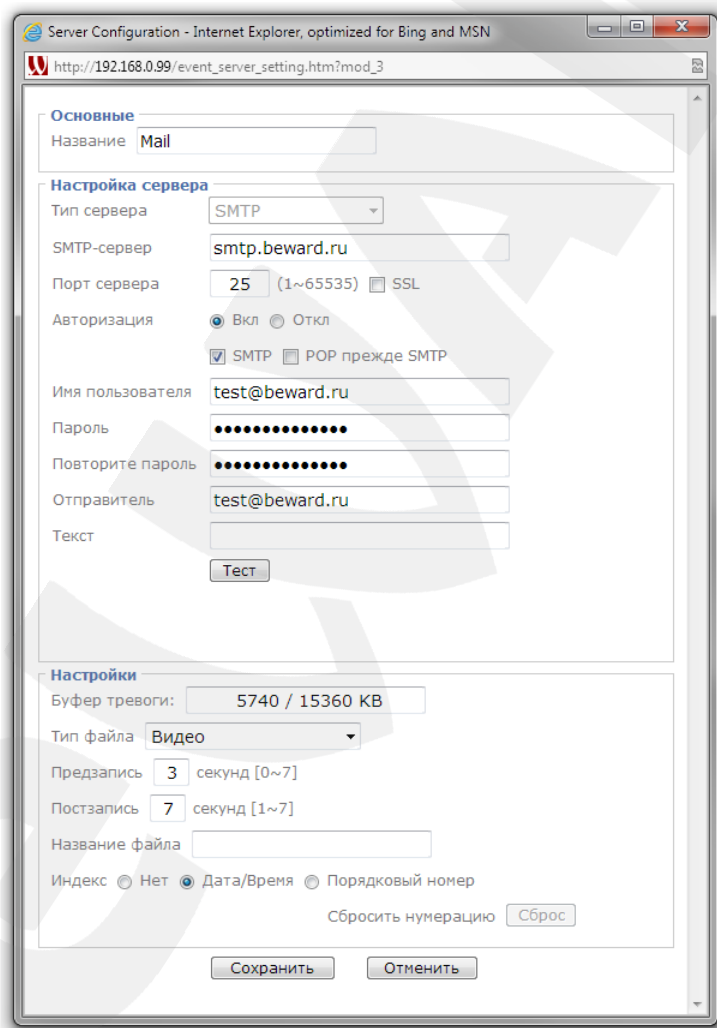 Server Configuration - Internet Explorer, optimized for Bing and MSN
http://192.168.0.99/event_server_setting.htm?mod_3
Основные
Название Mail
Настройка сервера
Тип сервера SMTP
SMTP-сервер smtp.beward.ru
Порт сервера 25 (1~65535) SSL
Авторизация Вкл Откл
SMTP POP прежде SMTP
Имя пользователя test@beward.ru
Пароль ••••••••••••••
Повторите пароль ••••••••••••••
Отправитель test@beward.ru
Текст
Тест
Настройки
Буфер тревоги: 5740 / 15360 KB
Тип файла Видео
Предзапись 3 секунд [0~7]
Постзапись 7 секунд [1~7]
Название файла
Индекс Нет Дата/Время Порядковый номер
Сбросить нумерацию Сброс
Сохранить Отменить